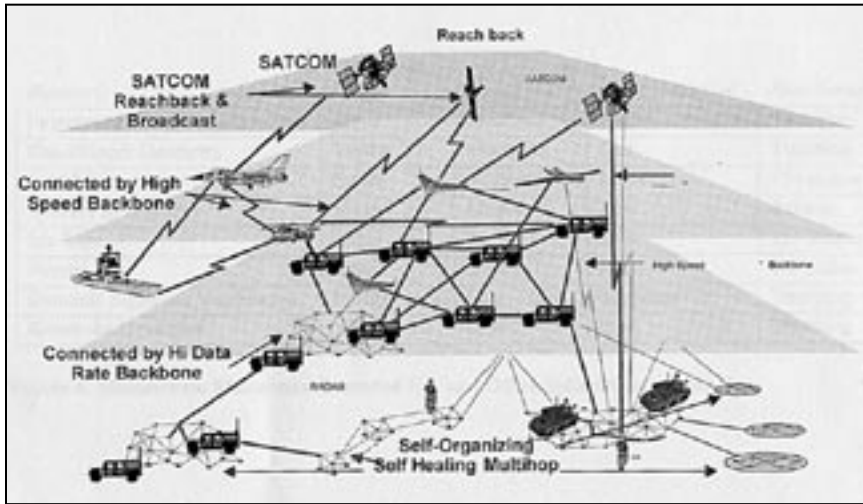 Reach back
SATCOM
SATCOM
Reachback &
Broadcast
Connected by High
Speed Backbone
High Speed Backbone
Connected by Hi Data
Rate Backbone
Self-Organizing
Self Healing Multihop